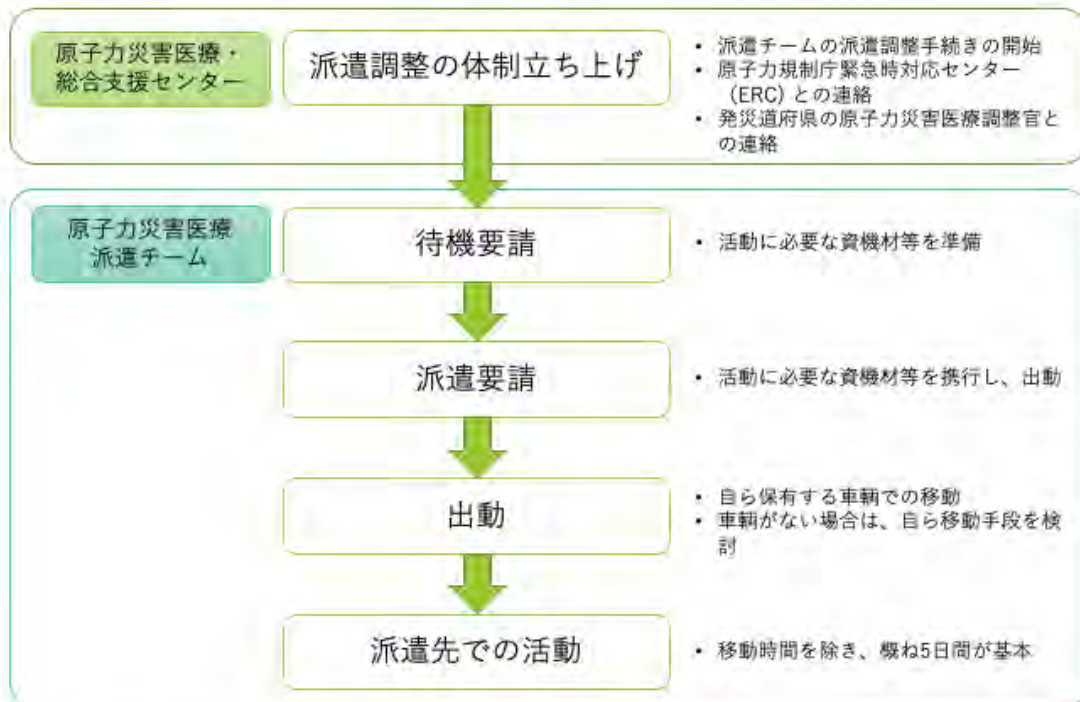 原子力災害医療・
総合支援センター
派遣調整の体制立ち上げ
• 派遣チームの派遣調整手続きの開始
• 原子力規制庁緊急時対応センター
(ERC) との連絡
• 発災道府県の原子力災害医療調整官と
の連絡
原子力災害医療
派遣チーム
待機要請
• 活動に必要な資機材等を準備
派遣要請
• 活動に必要な資機材等を携行し、出動
出動
• 自ら保有する車輌での移動
• 車輌がない場合は、自ら移動手段を検
討
派遣先での活動
• 移動時間を除き、概ね5日間が基本